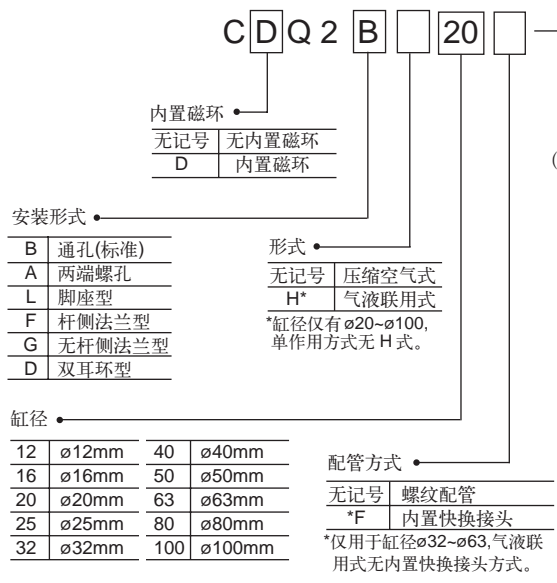 C D Q 2 B 20 —
内置磁环
无记号 无内置磁环
D 内置磁环
(
安装形式
B 通孔(标准)
A 两端螺孔
L 脚座型
F 杆侧法兰型
G 无杆侧法兰型
D 双耳环型
形式
无记号 压缩空气式
H* 气液联用式
*缸径仅有ø20~ø100,
单作用方式无 H 式。
缸径
12 ø12mm 40 ø40mm
16 ø16mm 50 ø50mm
20 ø20mm 63 ø63mm
25 ø25mm 80 ø80mm
32 ø32mm 100 ø100mm
配管方式
无记号 螺纹配管
*F 内置快换接头
*仅用于缸径ø32~ø63,气液联
用式无内置快换接头方式。